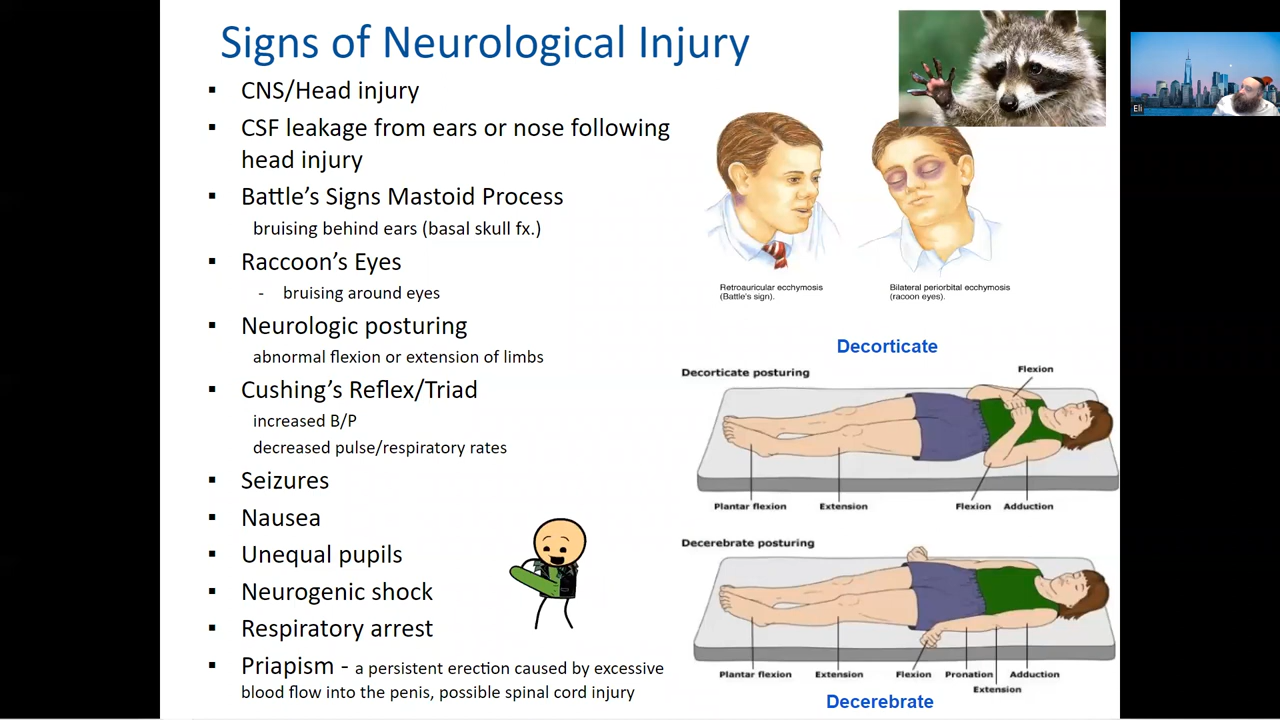 Signs of Neurological Injury
▪ CNS/Head injury
▪ CSF leakage from ears or nose following
head injury
▪ Battle's Signs Mastoid Process
bruising behind ears (basal skull fx.)
▪ Raccoon's Eyes
- bruising around eyes
▪ Neurologic posturing
abnormal flexion or extension of limbs
▪ Cushing's Reflex/Triad
increased B/P
decreased pulse/respiratory rates
▪ Seizures
▪ Nausea
▪ Unequal pupils
▪ Neurogenic shock
▪ Respiratory arrest
▪ Priapism - a persistent erection caused by excessive
blood flow into the penis, possible spinal cord injury
Retroauricular ecchymosis
(Battle's sign).
Bilateral periorbital ecchymosis
(racoon eyes).
Decorticate
Decorticate posturing
Flexion
Plantar flexion
Extension
Flexion
Adduction
Decerebrate posturing
Plantar flexion
Extension
Flexion
Pronation
Extension
Adduction
Decerebrate
Eli